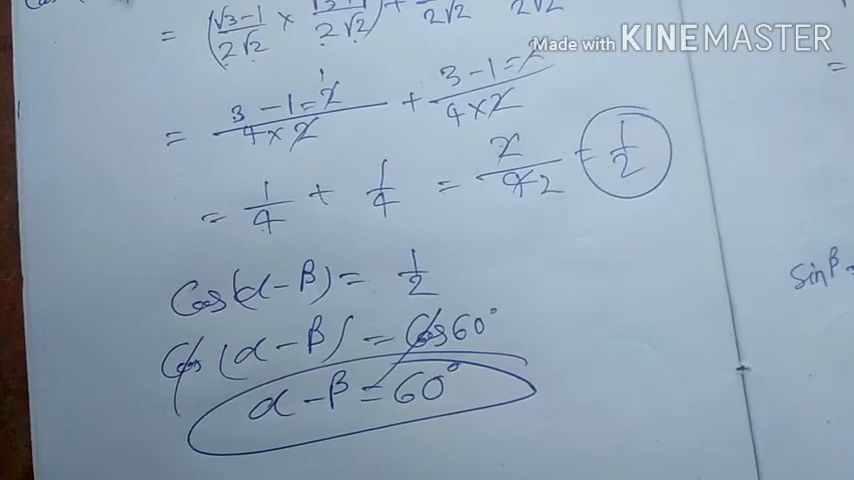 = (√3-1/2√2 × √3+1/2√2) + 2√2 2√2
Made with KINEMASTER
= 3-1=2/4×2 + 3-1=2/4×2
= 1/4 + 1/4 = 2/4 2 = 1/2
Cos(α-β) = 1/2
Cos(α-β) = Cos60°
α-β = 60°
sinβ =